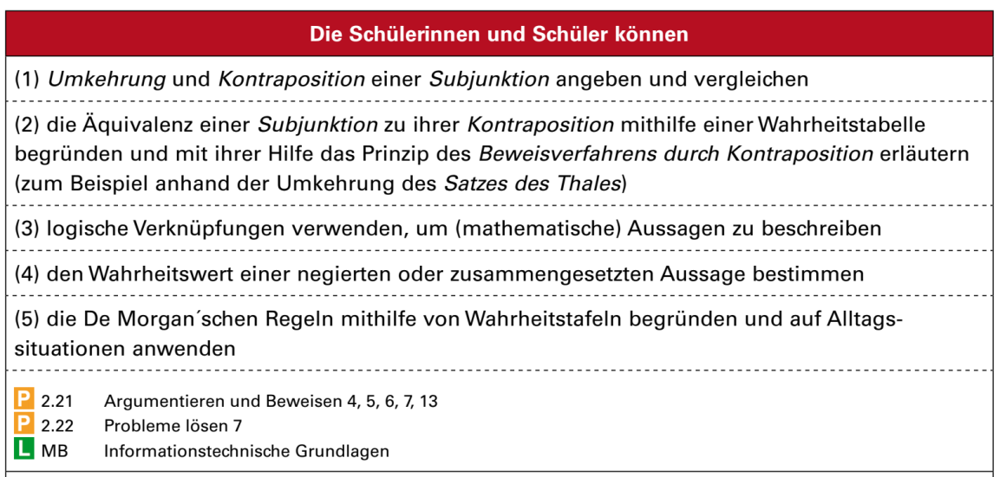 Die Schülerinnen und Schüler können
(1) Umkehrung und Kontraposition einer Subjunktion angeben und vergleichen
(2) die Äquivalenz einer Subjunktion zu ihrer Kontraposition mithilfe einer Wahrheitstabelle
begründen und mit ihrer Hilfe das Prinzip des Beweisverfahrens durch Kontraposition erläutern
(zum Beispiel anhand der Umkehrung des Satzes des Thales)
(3) logische Verknüpfungen verwenden, um (mathematische) Aussagen zu beschreiben
(4) den Wahrheitswert einer negierten oder zusammengesetzten Aussage bestimmen
(5) die De Morgan´schen Regeln mithilfe von Wahrheitstafeln begründen und auf Alltags-
situationen anwenden
P 2.21 Argumentieren und Beweisen 4, 5, 6, 7, 13
P 2.22 Probleme lösen 7
L MB Informationstechnische Grundlagen